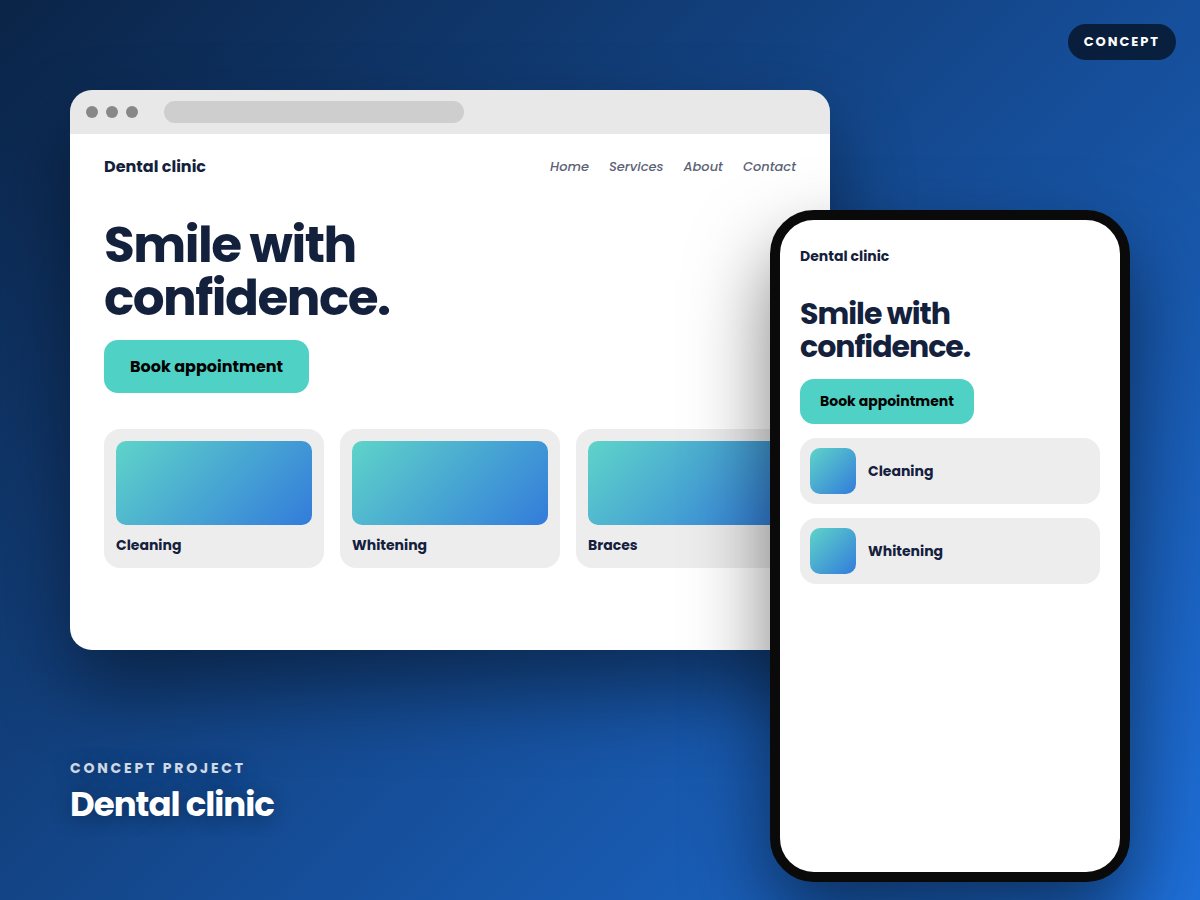 CONCEPT
Dental clinic
Home Services About Contact
Smile with
confidence.
Book appointment
Cleaning
Whitening
Braces
Dental clinic
Smile with
confidence.
Book appointment
Cleaning
Whitening
CONCEPT PROJECT
Dental clinic